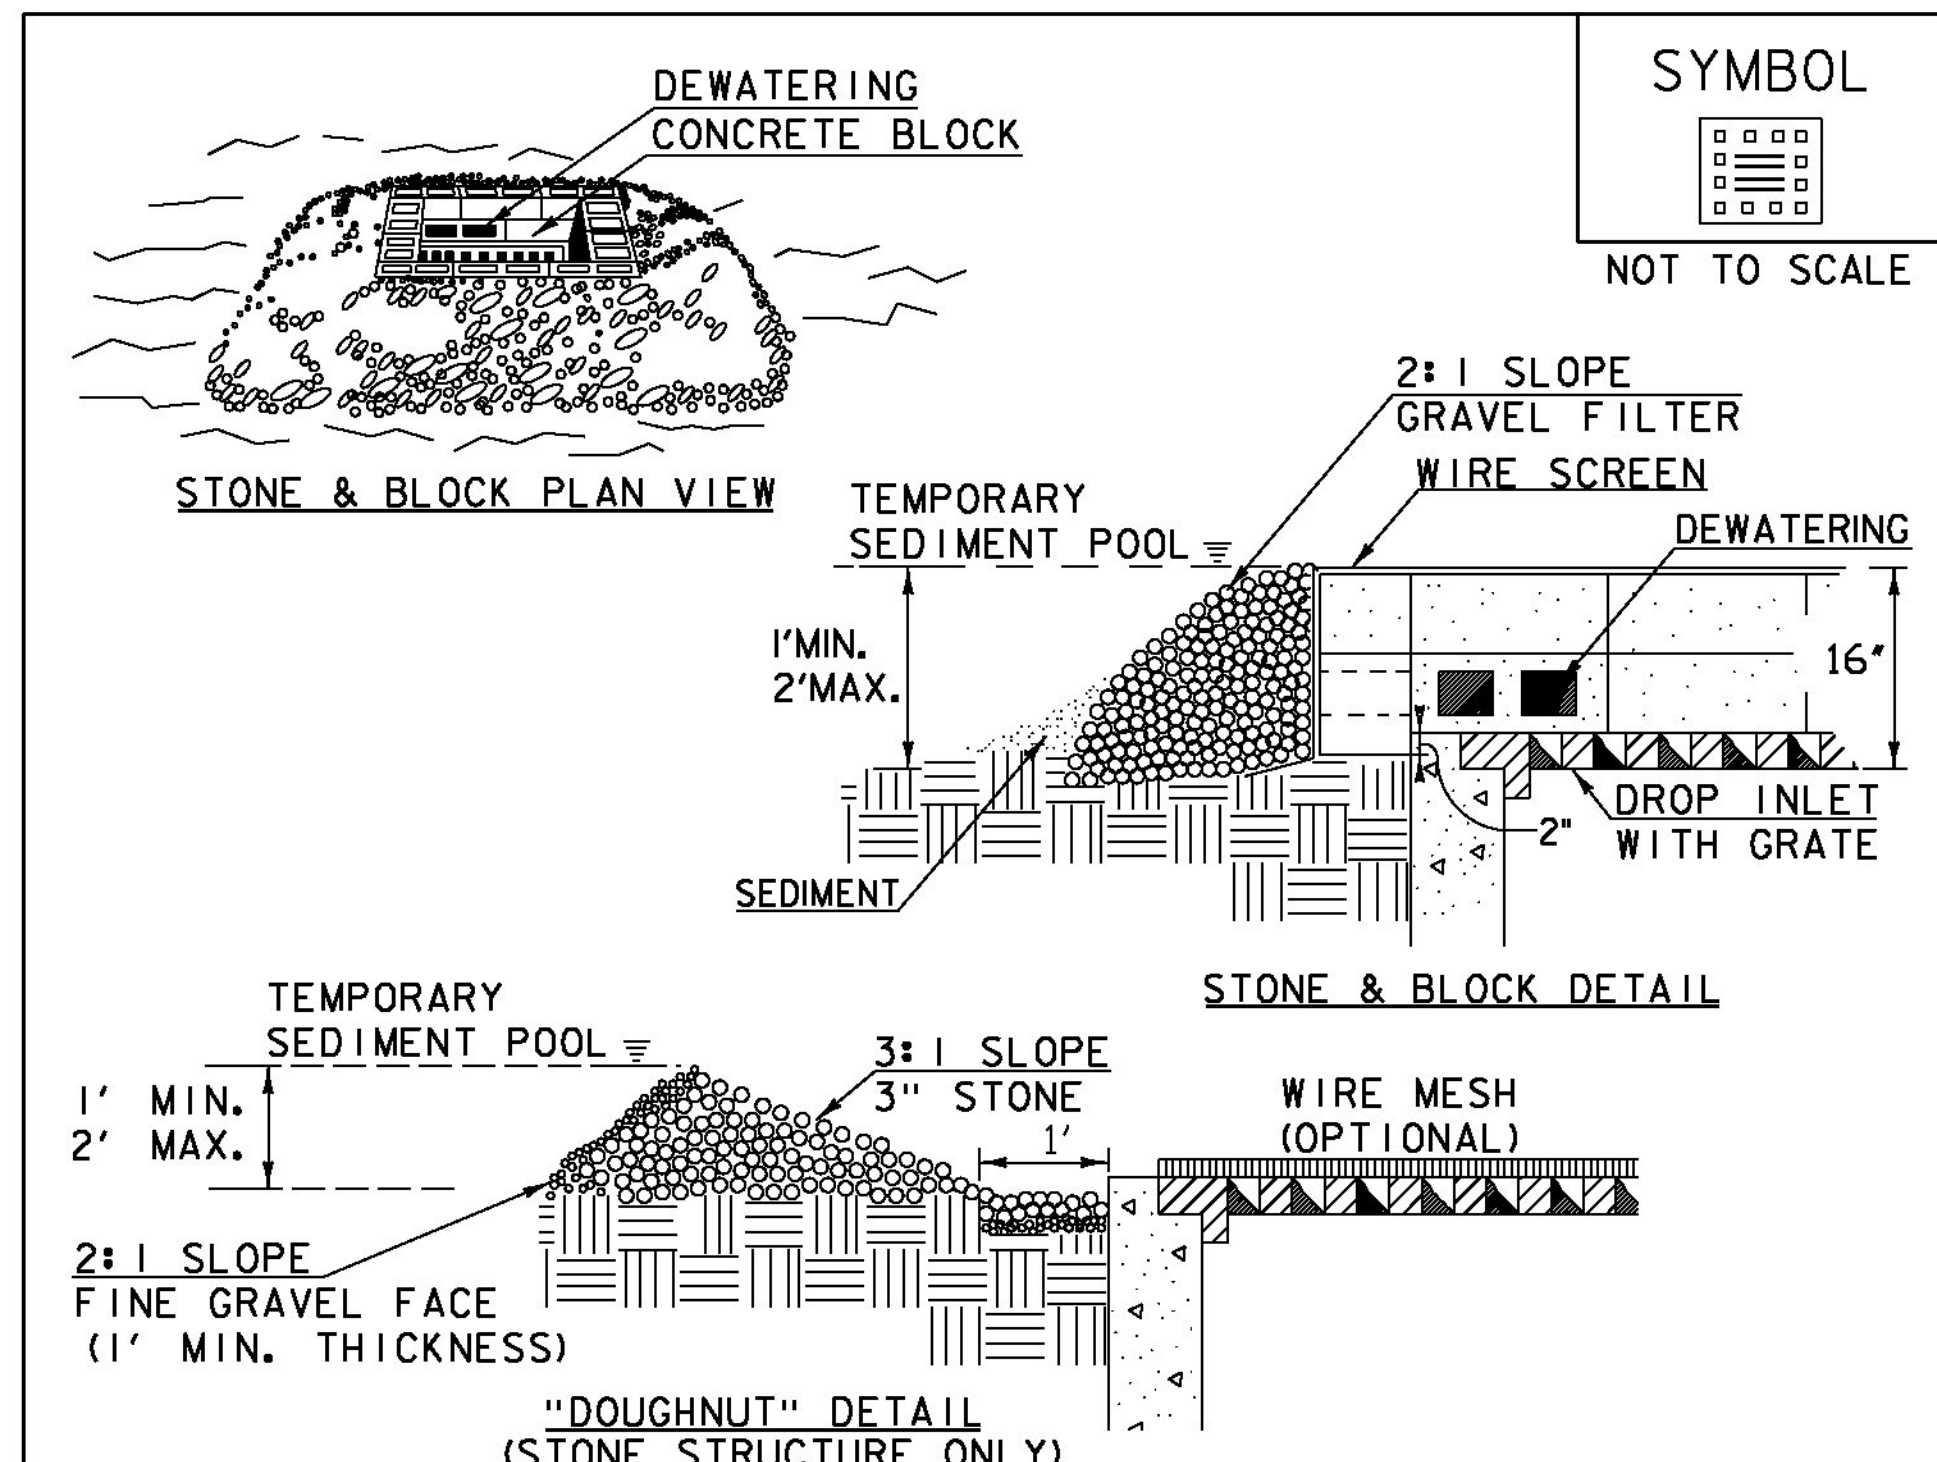 DEWATERING
CONCRETE BLOCK
STONE & BLOCK PLAN VIEW
SYMBOL
NOT TO SCALE
2:1 SLOPE
GRAVEL FILTER
WIRE SCREEN
DEWATERING
TEMPORARY
SEDIMENT POOL
1'MIN.
2'MAX.
16"
DROP INLET
WITH GRATE
2"
SEDIMENT
STONE & BLOCK DETAIL
TEMPORARY
SEDIMENT POOL
1' MIN.
2' MAX.
3:1 SLOPE
3" STONE
1'
WIRE MESH
(OPTIONAL)
2:1 SLOPE
FINE GRAVEL FACE
(1' MIN. THICKNESS)
"DOUGHNUT" DETAIL
(STONE STRUCTURE ONLY)